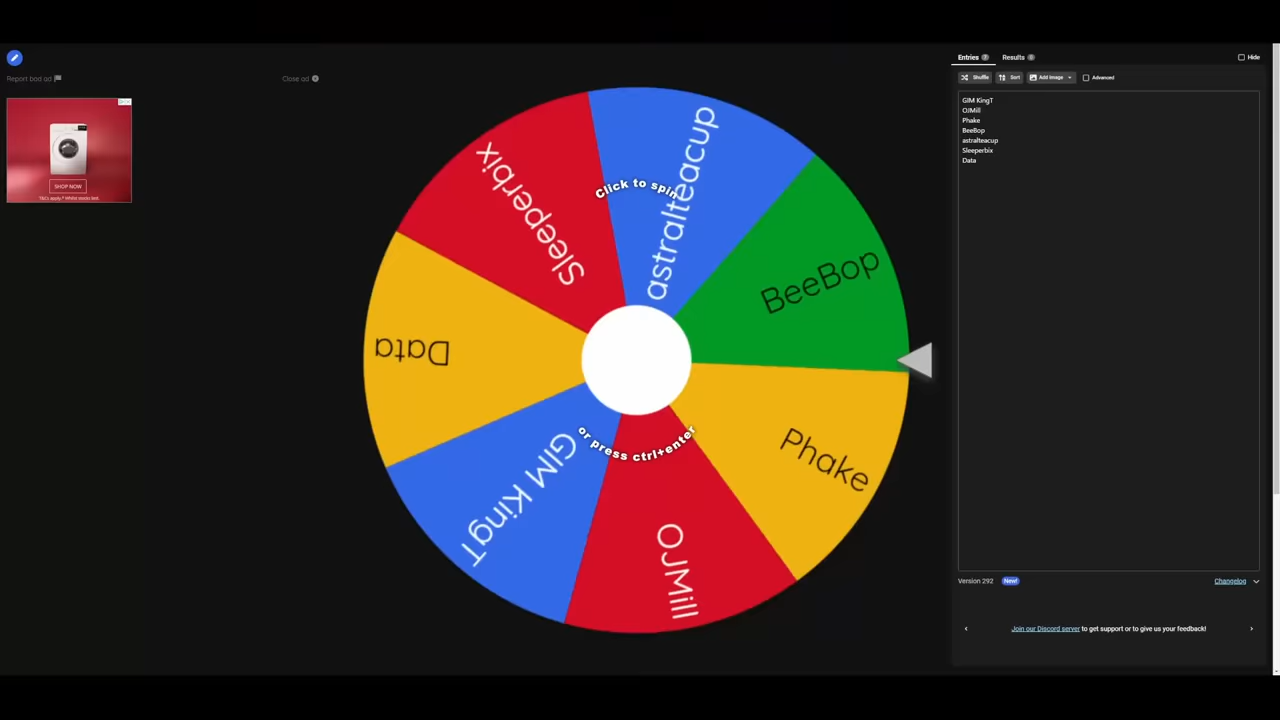 Report bad ad
Close ad
SHOP NOW
Sleeperbix
astralteacup
BeeBop
Data
Phake
GIM KingT
OJMill
Click to spin
or press ctrl+enter
Entries 7
Results 0
Hide
Shuffle
Sort
Add Image
Advanced
GIM KingT
OJMill
Phake
BeeBop
astralteacup
Sleeperbix
Data
Version 292
New!
Changelog
Join our Discord server to get support or to give us your feedback!